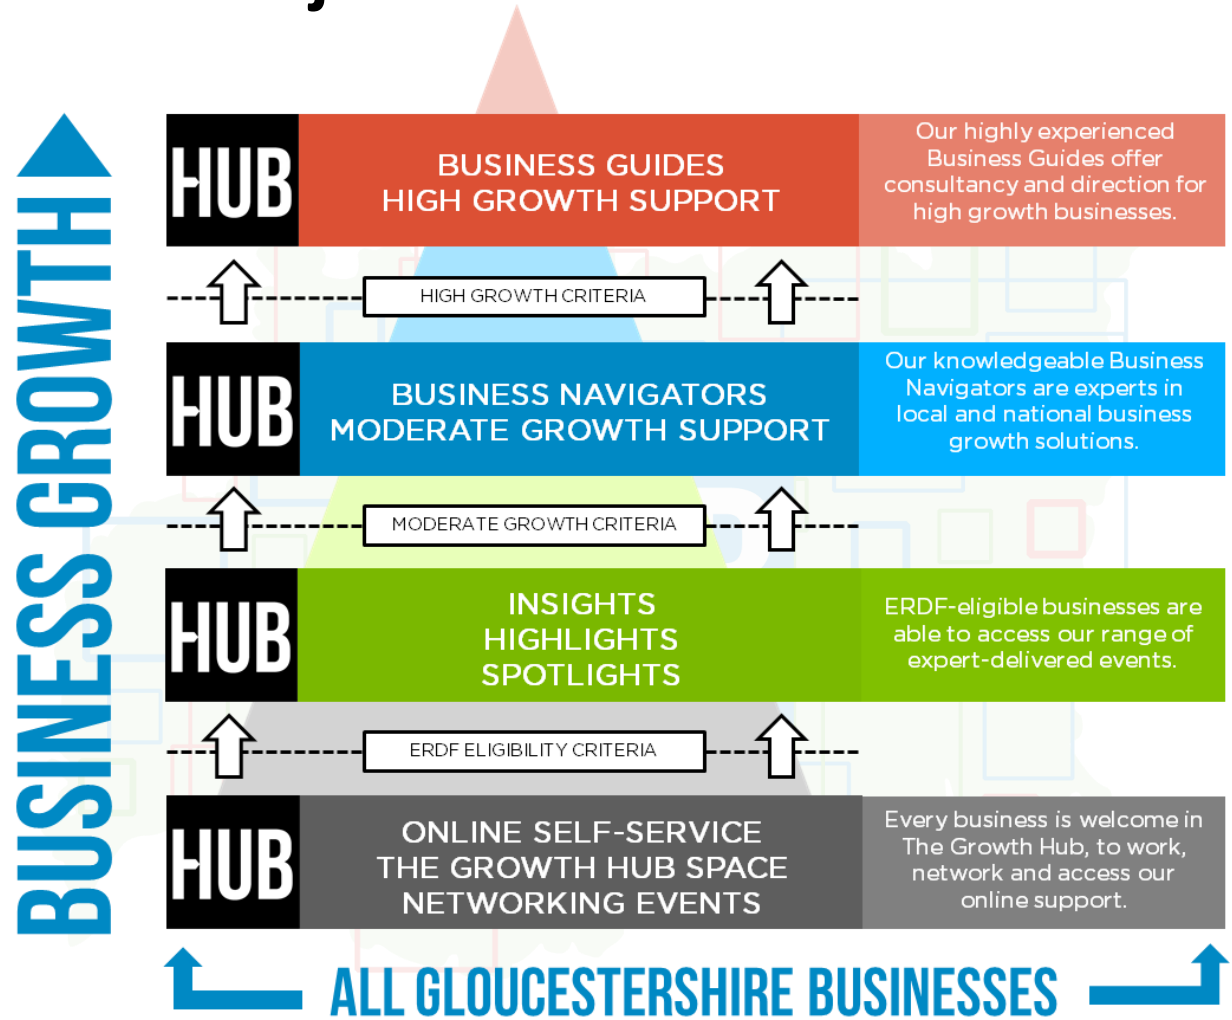 BUSINESS GROWTH
HUB
BUSINESS GUIDES
HIGH GROWTH SUPPORT
Our highly experienced
Business Guides offer
consultancy and direction for
high growth businesses.
HIGH GROWTH CRITERIA
HUB
BUSINESS NAVIGATORS
MODERATE GROWTH SUPPORT
Our knowledgeable Business
Navigators are experts in
local and national business
growth solutions.
MODERATE GROWTH CRITERIA
HUB
INSIGHTS
HIGHLIGHTS
SPOTLIGHTS
ERDF-eligible businesses are
able to access our range of
expert-delivered events.
ERDF ELIGIBILITY CRITERIA
HUB
ONLINE SELF-SERVICE
THE GROWTH HUB SPACE
NETWORKING EVENTS
Every business is welcome in
The Growth Hub, to work,
network and access our
online support.
ALL GLOUCESTERSHIRE BUSINESSES